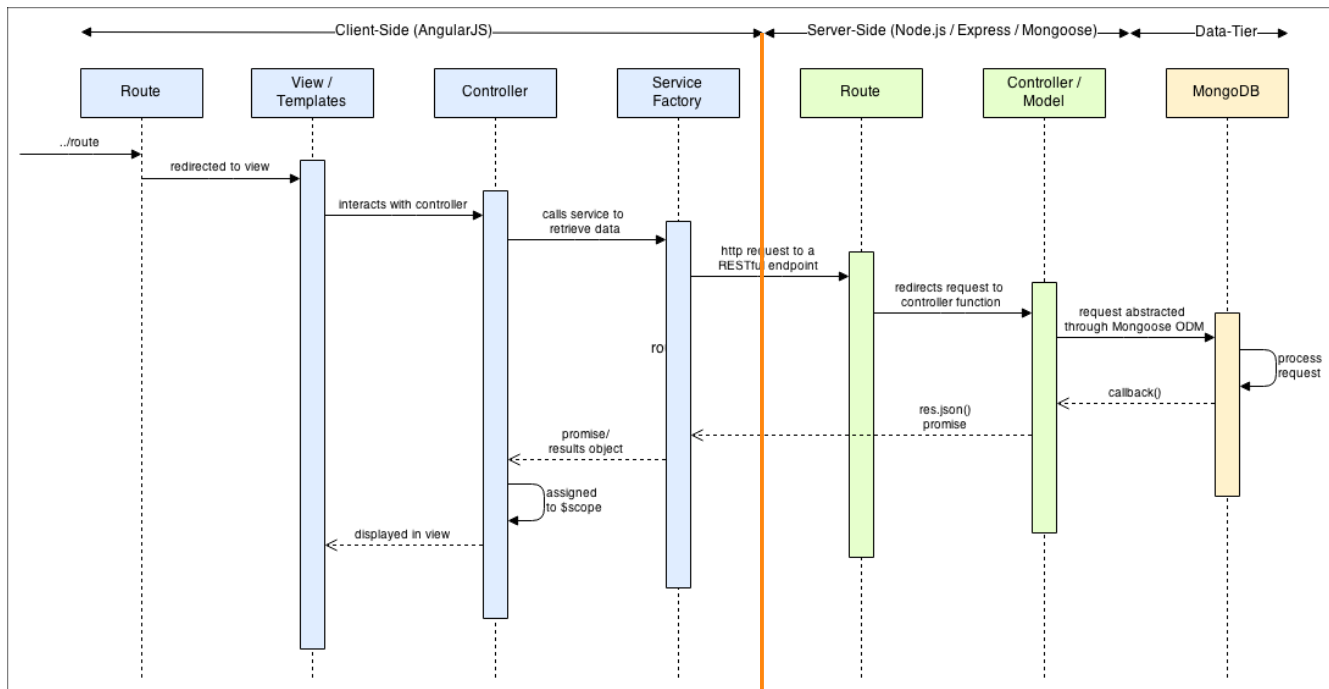 Client-Side (AngularJS)
Server-Side (Node.js / Express / Mongoose)
Data-Tier
Route
View /
Templates
Controller
Service
Factory
Route
Controller /
Model
MongoDB
../route
redirected to view
interacts with controller
calls service to
retrieve data
http request to a
RESTful endpoint
redirects request to
controller function
request abstracted
through Mongoose ODM
process
request
callback()
res.json()
promise
promise/
results object
assigned
to $scope
displayed in view